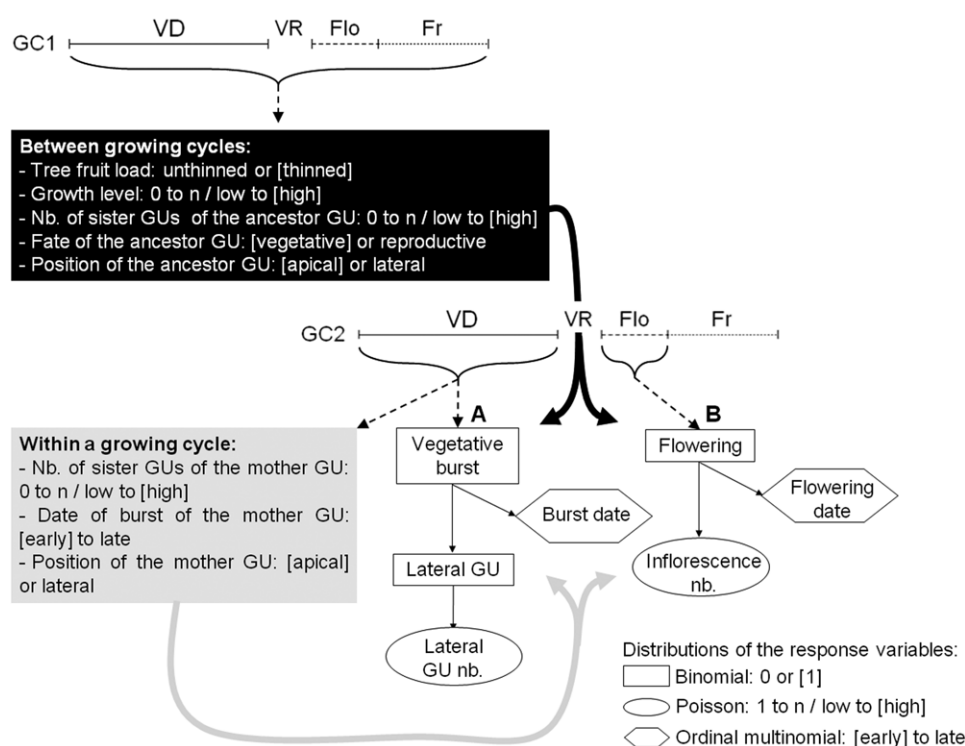 GC1 VD VR Flo Fr
Between growing cycles:
- Tree fruit load: unthinned or [thinned]
- Growth level: 0 to n / low to [high]
- Nb. of sister GUs of the ancestor GU: 0 to n / low to [high]
- Fate of the ancestor GU: [vegetative] or reproductive
- Position of the ancestor GU: [apical] or lateral
GC2 VD VR Flo Fr
A
B
Within a growing cycle:
- Nb. of sister GUs of the mother GU:
0 to n / low to [high]
- Date of burst of the mother GU:
[early] to late
- Position of the mother GU: [apical]
or lateral
Vegetative
burst
Burst date
Lateral GU
Lateral
GU nb.
Flowering
Flowering
date
Inflorescence
nb.
Distributions of the response variables:
Binomial: 0 or [1]
Poisson: 1 to n / low to [high]
Ordinal multinomial: [early] to late